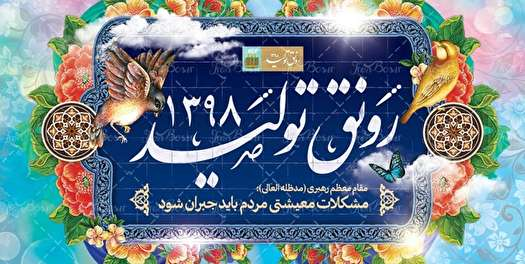 رونق تولید
۱۳۹۸
مقام معظم رهبری (مدظله العالی):
مشکلات معیشتی مردم باید جبران شود